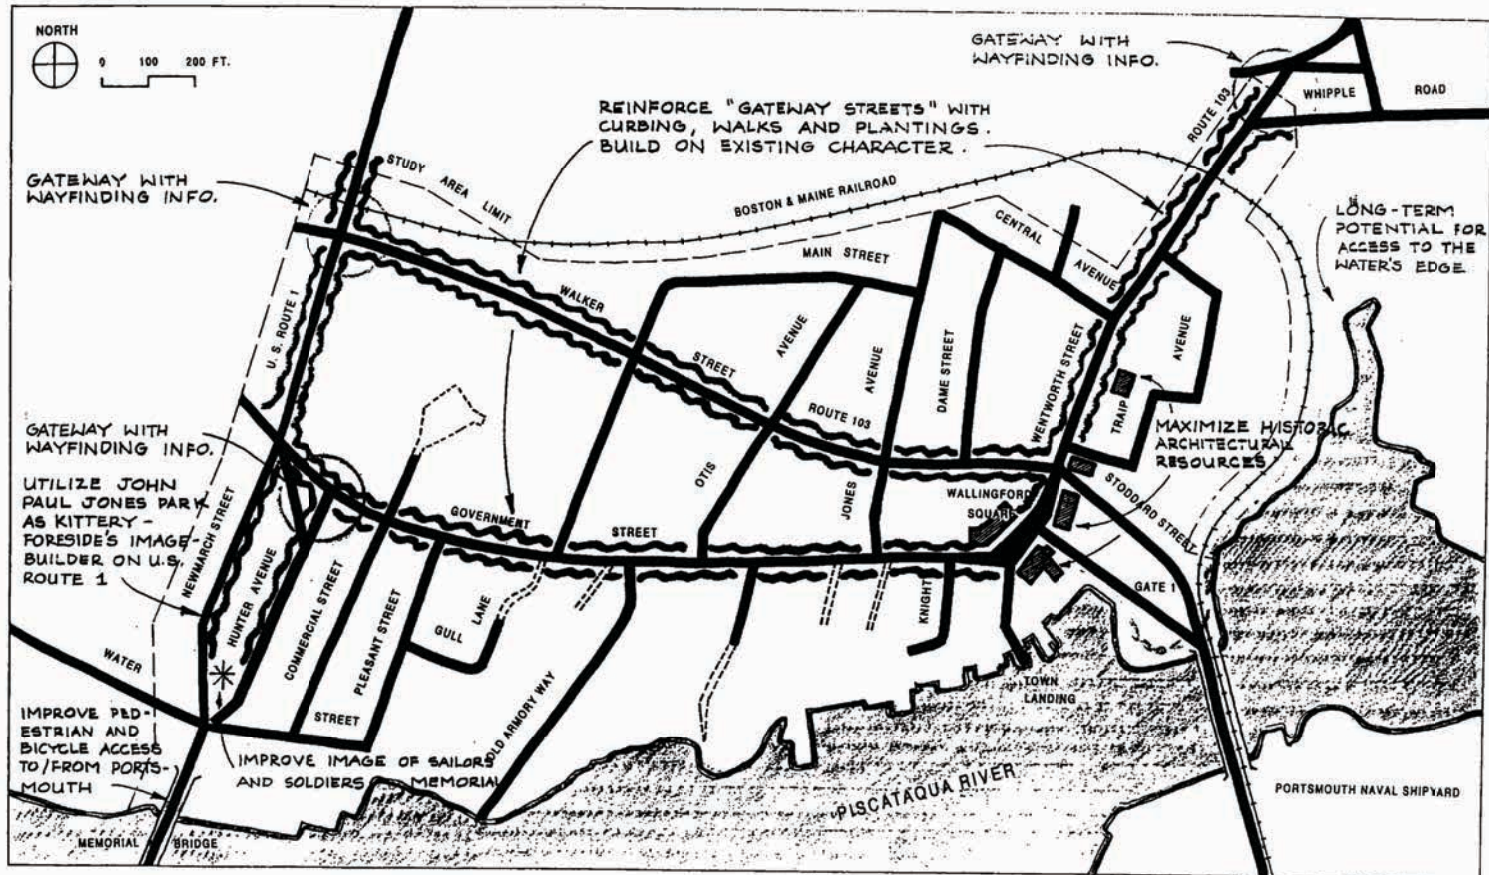 NORTH
0 100 200 FT.
GATEWAY WITH
WAYFINDING INFO.
REINFORCE "GATEWAY STREETS" WITH
CURBING, WALKS AND PLANTINGS.
BUILD ON EXISTING CHARACTER.
GATEWAY WITH
WAYFINDING INFO.
STUDY AREA LIMIT
BOSTON & MAINE RAILROAD
ROUTE 103
WHIPPLE ROAD
LONG-TERM
POTENTIAL FOR
ACCESS TO THE
WATER'S EDGE
MAIN STREET
CENTRAL AVENUE
U.S. ROUTE 1
WALKER STREET
ROUTE 103
OTIS AVENUE
JONES AVENUE
DAME STREET
WENTWORTH STREET
TRAIP AVENUE
GATEWAY WITH
WAYFINDING INFO.
MAXIMIZE HISTORIC
ARCHITECTURAL
RESOURCES
UTILIZE JOHN
PAUL JONES PARK
AS KITTERY-
FORESIDE'S IMAGE-
BUILDER ON U.S.
ROUTE 1
NEWMARCH STREET
HUNTER AVENUE
COMMERCIAL STREET
PLEASANT STREET
GOVERNMENT STREET
WALLINGFORD
SQUARE
STODDARD STREET
GATE 1
GULL LANE
KNIGHT
OLD ARMORY WAY
TOWN
LANDING
WATER STREET
IMPROVE PED-
ESTRIAN AND
BICYCLE ACCESS
TO/FROM PORTS-
MOUTH
IMPROVE IMAGE OF SAILORS
AND SOLDIERS MEMORIAL
PISCATAQUA RIVER
PORTSMOUTH NAVAL SHIPYARD
MEMORIAL BRIDGE